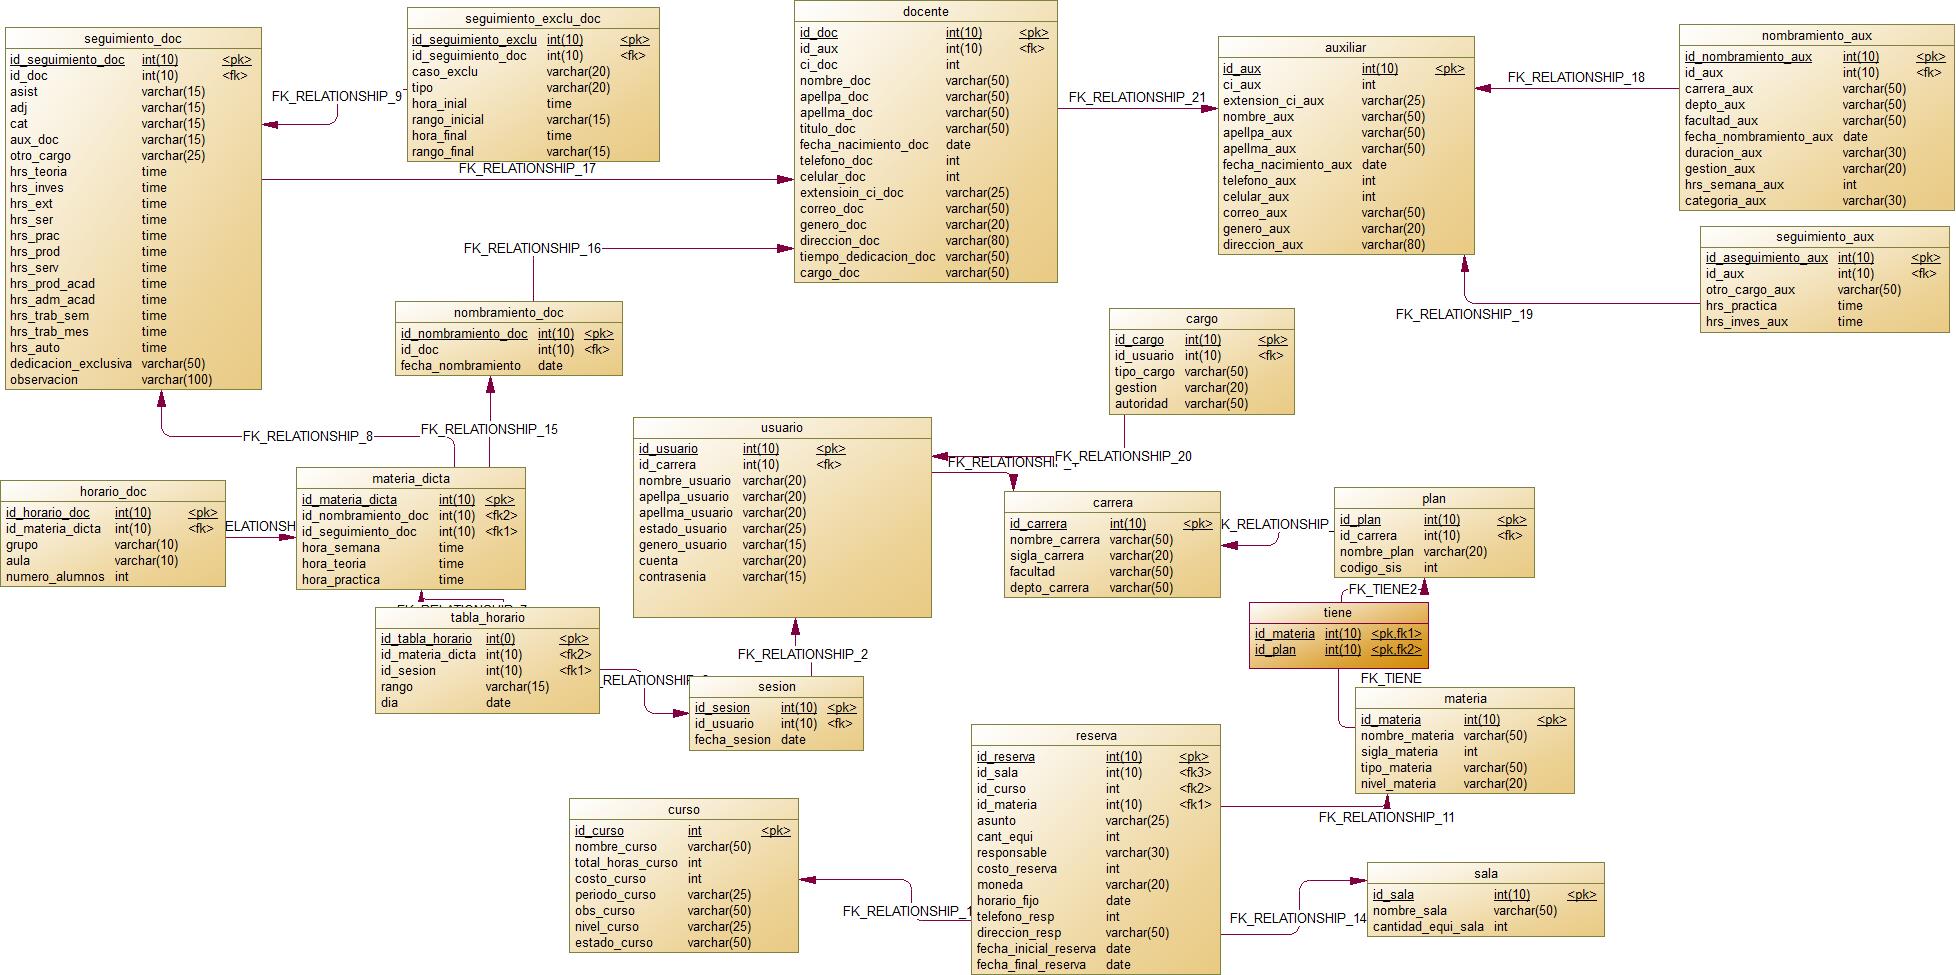 seguimiento_doc
id_seguimiento_doc int(10) <pk>
id_doc int(10) <fk>
asist varchar(15)
adj varchar(15)
cat varchar(15)
aux_doc varchar(15)
otro_cargo varchar(25)
hrs_teoria time
hrs_inves time
hrs_ext time
hrs_ser time
hrs_prac time
hrs_prod time
hrs_serv time
hrs_prod_acad time
hrs_adm_acad time
hrs_trab_sem time
hrs_trab_mes time
hrs_auto time
dedicacion_exclusiva varchar(50)
observacion varchar(100)
FK_RELATIONSHIP_9
seguimiento_exclu_doc
id_seguimiento_exclu int(10) <pk>
id_seguimiento_doc int(10) <fk>
caso_exclu varchar(20)
tipo varchar(20)
hora_inial time
rango_inicial varchar(15)
hora_final time
rango_final varchar(15)
FK_RELATIONSHIP_17
docente
id_doc int(10) <pk>
id_aux int(10) <fk>
ci_doc int
nombre_doc varchar(50)
apellpa_doc varchar(50)
apellma_doc varchar(50)
titulo_doc varchar(50)
fecha_nacimiento_doc date
telefono_doc int
celular_doc int
extensioin_ci_doc varchar(25)
correo_doc varchar(50)
genero_doc varchar(20)
direccion_doc varchar(80)
tiempo_dedicacion_doc varchar(50)
cargo_doc varchar(50)
FK_RELATIONSHIP_21
auxiliar
id_aux int(10) <pk>
ci_aux int
extension_ci_aux varchar(25)
nombre_aux varchar(50)
apellpa_aux varchar(50)
apellma_aux varchar(50)
fecha_nacimiento_aux date
telefono_aux int
celular_aux int
correo_aux varchar(50)
genero_aux varchar(20)
direccion_aux varchar(80)
FK_RELATIONSHIP_18
nombramiento_aux
id_nombramiento_aux int(10) <pk>
id_aux int(10) <fk>
carrera_aux varchar(50)
depto_aux varchar(50)
facultad_aux varchar(50)
fecha_nombramiento_aux date
duracion_aux varchar(30)
gestion_aux varchar(20)
hrs_semana_aux int
categoria_aux varchar(30)
seguimiento_aux
id_aseguimiento_aux int(10) <pk>
id_aux int(10) <fk>
otro_cargo_aux varchar(50)
hrs_practica time
hrs_inves_aux time
FK_RELATIONSHIP_19
FK_RELATIONSHIP_16
nombramiento_doc
id_nombramiento_doc int(10) <pk>
id_doc int(10) <fk>
fecha_nombramiento date
FK_RELATIONSHIP_8
FK_RELATIONSHIP_15
cargo
id_cargo int(10) <pk>
id_usuario int(10) <fk>
tipo_cargo varchar(50)
gestion varchar(20)
autoridad varchar(50)
FK_RELATIONSHIP_20
FK_RELATIONSHI
usuario
id_usuario int(10) <pk>
id_carrera int(10) <fk>
nombre_usuario varchar(20)
apellpa_usuario varchar(20)
apellma_usuario varchar(20)
estado_usuario varchar(25)
genero_usuario varchar(15)
cuenta varchar(20)
contrasenia varchar(15)
horario_doc
id_horario_doc int(10) <pk>
id_materia_dicta int(10) <fk>
grupo varchar(10)
aula varchar(10)
numero_alumnos int
ELATIONSH
materia_dicta
id_materia_dicta int(10) <pk>
id_nombramiento_doc int(10) <fk2>
id_seguimiento_doc int(10) <fk1>
hora_semana time
hora_teoria time
hora_practica time
carrera
id_carrera int(10) <pk>
nombre_carrera varchar(50)
sigla_carrera varchar(20)
facultad varchar(50)
depto_carrera varchar(50)
K_RELATIONSHIP_
plan
id_plan int(10) <pk>
id_carrera int(10) <fk>
nombre_plan varchar(20)
codigo_sis int
FK_TIENE2
tiene
id_materia int(10) <pk,fk1>
id_plan int(10) <pk,fk2>
FK_TIENE
tabla_horario
id_tabla_horario int(0) <pk>
id_materia_dicta int(10) <fk2>
id_sesion int(10) <fk1>
rango varchar(15)
dia date
_RELATIONSHIP_
FK_RELATIONSHIP_2
sesion
id_sesion int(10) <pk>
id_usuario int(10) <fk>
fecha_sesion date
materia
id_materia int(10) <pk>
nombre_materia varchar(50)
sigla_materia int
tipo_materia varchar(50)
nivel_materia varchar(20)
FK_RELATIONSHIP_11
reserva
id_reserva int(10) <pk>
id_sala int(10) <fk3>
id_curso int <fk2>
id_materia int(10) <fk1>
asunto varchar(25)
cant_equi int
responsable varchar(30)
costo_reserva int
moneda varchar(20)
horario_fijo date
telefono_resp int
direccion_resp varchar(50)
fecha_inicial_reserva date
fecha_final_reserva date
curso
id_curso int <pk>
nombre_curso varchar(50)
total_horas_curso int
costo_curso int
periodo_curso varchar(25)
obs_curso varchar(50)
nivel_curso varchar(25)
estado_curso varchar(50)
FK_RELATIONSHIP_1
FK_RELATIONSHIP_14
sala
id_sala int(10) <pk>
nombre_sala varchar(50)
cantidad_equi_sala int